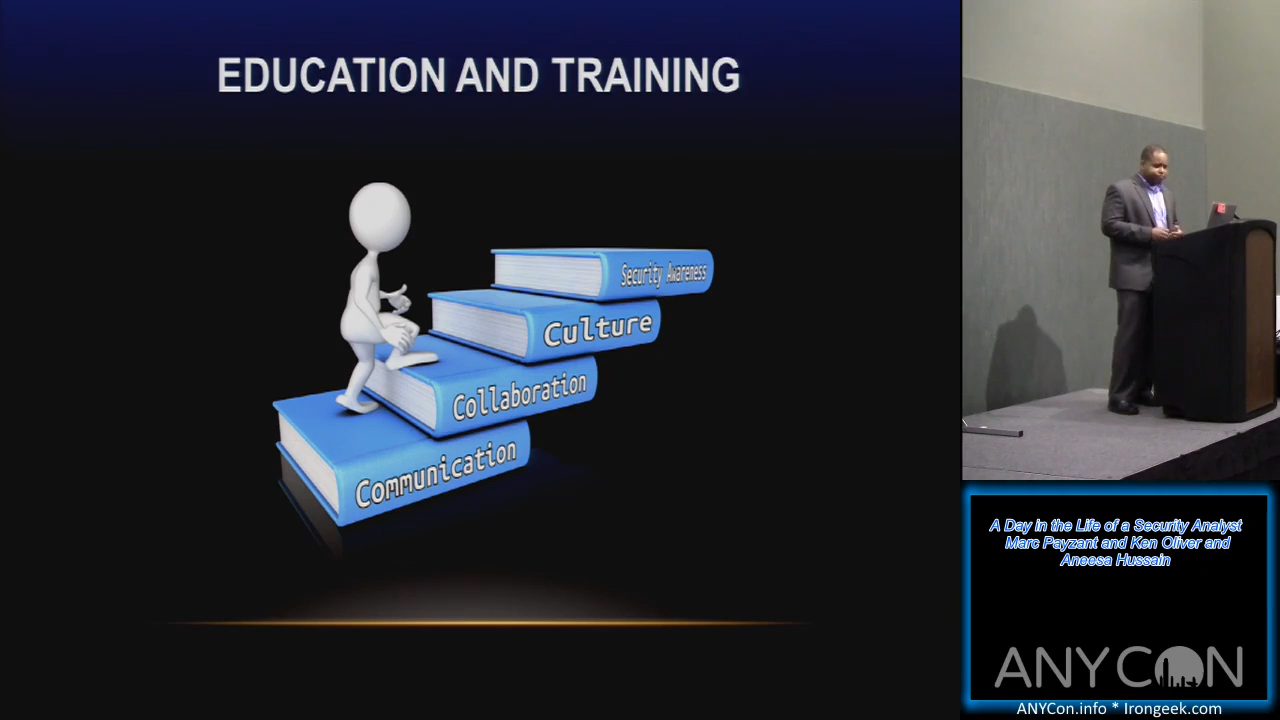 EDUCATION AND TRAINING
Security Awareness
Culture
Collaboration
Communication
A Day in the Life of a Security Analyst
Marc Payzant and Ken Oliver and
Aneesa Hussain
ANYCON
ANYCon.info * Irongeek.com